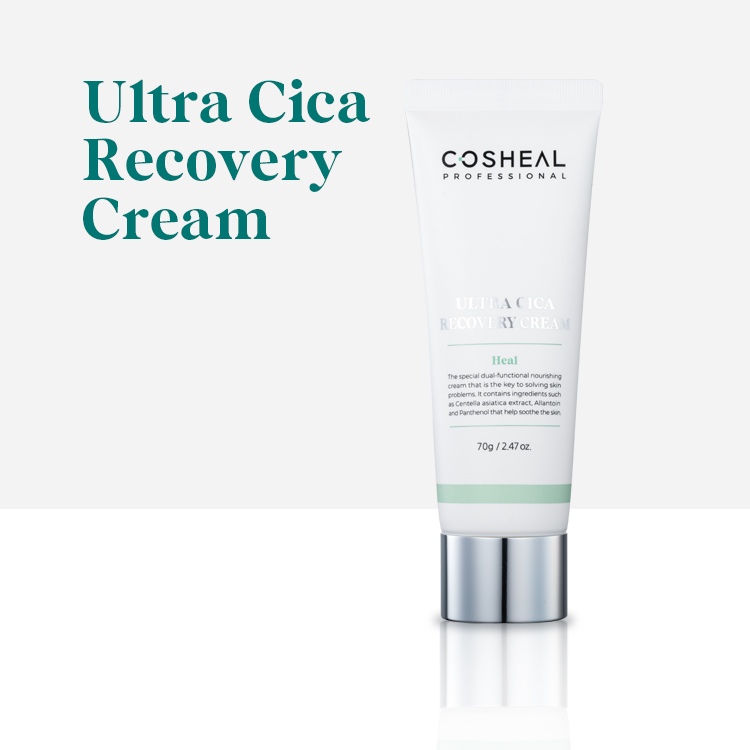 Ultra Cica
Recovery
Cream
COSHEAL
PROFESSIONAL
ULTRA CICA
RECOVERY CREAM
Heal
The special dual-functional nourishing
cream that is the key to solving skin
problems. It contains ingredients such
as Centella asiatica extract, Allantoin
and Panthenol that help soothe the skin.
70g / 2.47 oz.